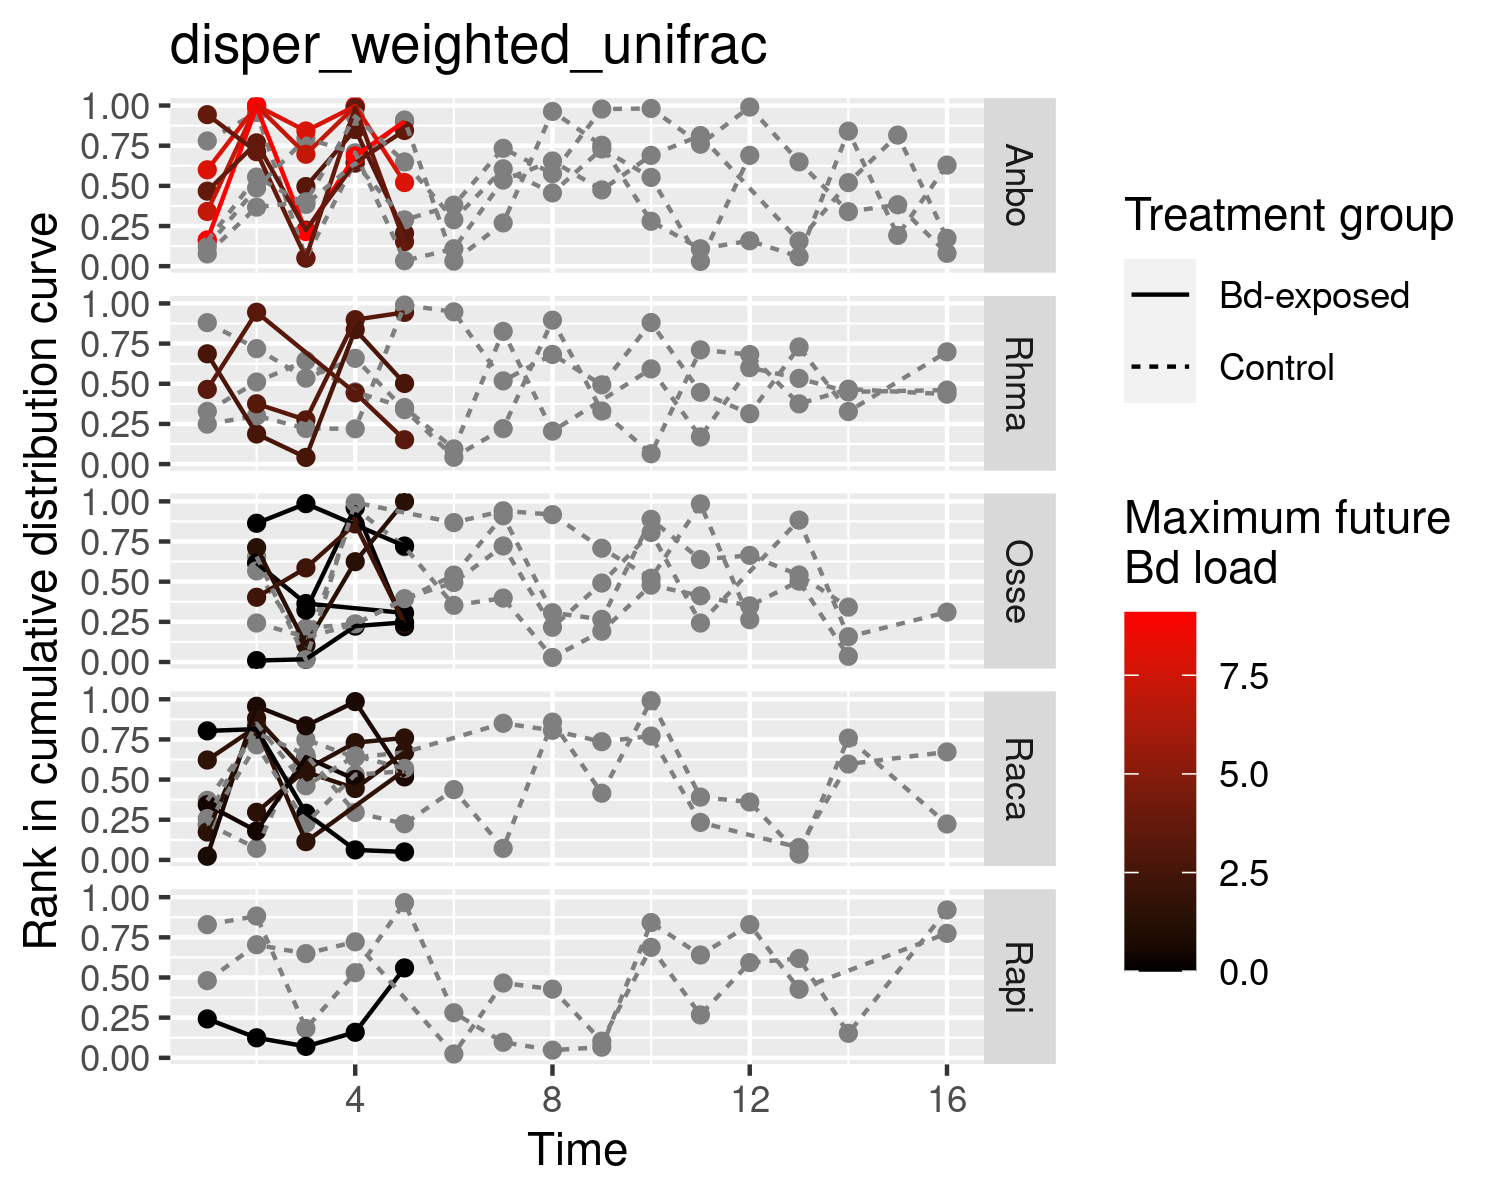 disper_weighted_unifrac
Rank in cumulative distribution curve
1.00
0.75
0.50
0.25
0.00
Anbo
1.00
0.75
0.50
0.25
0.00
Rhma
1.00
0.75
0.50
0.25
0.00
Osse
1.00
0.75
0.50
0.25
0.00
Raca
1.00
0.75
0.50
0.25
0.00
Rapi
4 8 12 16
Time
Treatment group
Bd-exposed
Control
Maximum future
Bd load
7.5
5.0
2.5
0.0